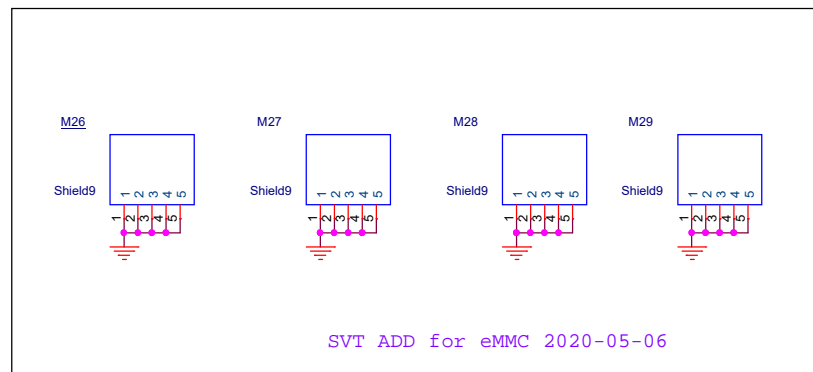 M26 M27 M28 M29
Shield9 Shield9 Shield9 Shield9
1 2 3 4 5 1 2 3 4 5 1 2 3 4 5 1 2 3 4 5
1 2 3 4 5 1 2 3 4 5 1 2 3 4 5 1 2 3 4 5
SVT ADD for eMMC 2020-05-06